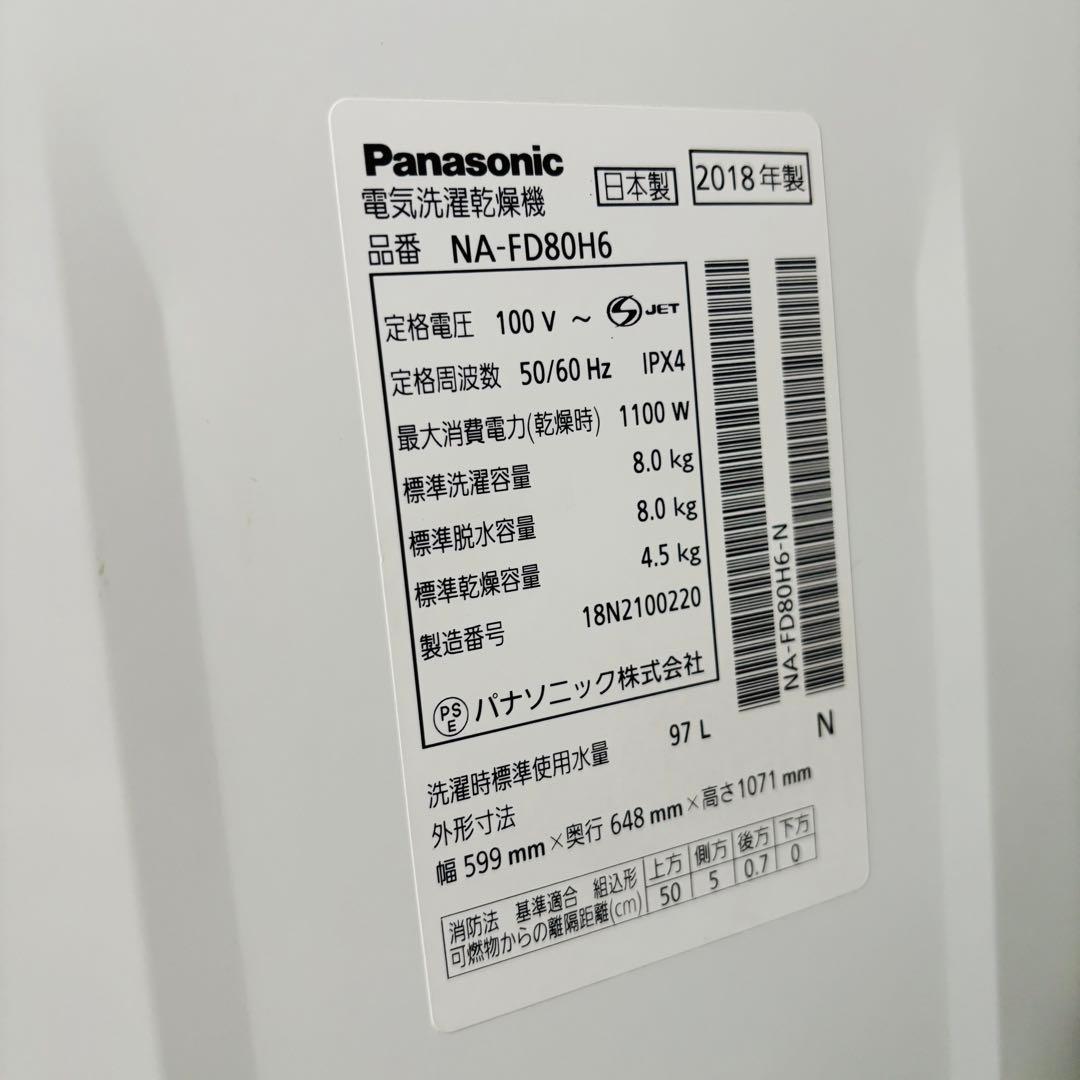 Panasonic
電気洗濯乾燥機
日本製
2018年製
品番 NA-FD80H6
定格電圧 100 V ~ JET
定格周波数 50/60 Hz IPX4
最大消費電力(乾燥時) 1100 W
標準洗濯容量 8.0 kg
標準脱水容量 8.0 kg
標準乾燥容量 4.5 kg
製造番号 18N2100220
PSE パナソニック株式会社
NA-FD80H6-N
N
洗濯時標準使用水量 97 L
外形寸法
幅 599 mm×奥行 648 mm×高さ1071 mm
消防法 基準適合 組込形 上方 側方 後方 下方
可燃物からの離隔距離(cm) 50 5 0.7 0